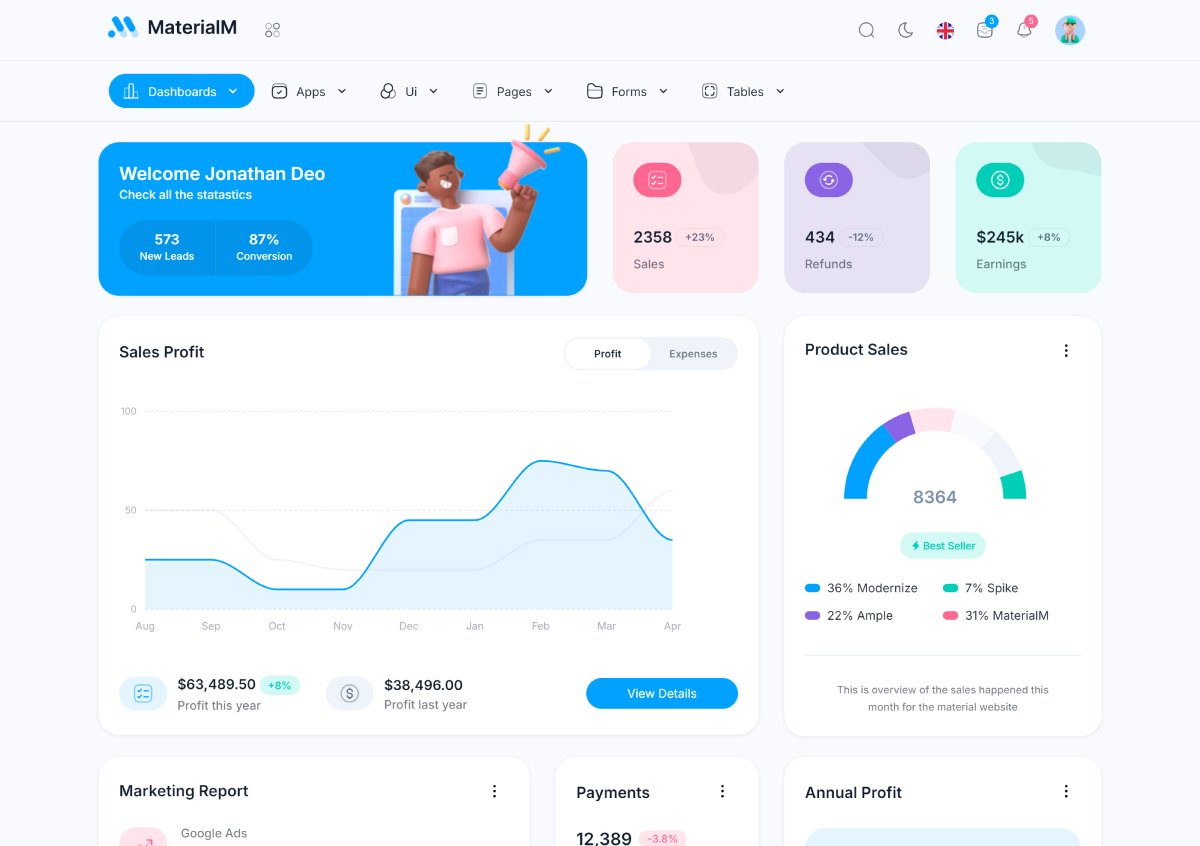 MaterialM
3
5
Dashboards
Apps
Ui
Pages
Forms
Tables
Welcome Jonathan Deo
Check all the statastics
573
New Leads
87%
Conversion
2358 +23%
Sales
434 -12%
Refunds
$245k +8%
Earnings
Sales Profit
Profit
Expenses
100
50
0
Aug Sep Oct Nov Dec Jan Feb Mar Apr
$63,489.50 +8%
Profit this year
$38,496.00
Profit last year
View Details
Product Sales
8364
Best Seller
36% Modernize
7% Spike
22% Ample
31% MaterialM
This is overview of the sales happened this
month for the material website
Marketing Report
Google Ads
Payments
12,389 -3.8%
Annual Profit